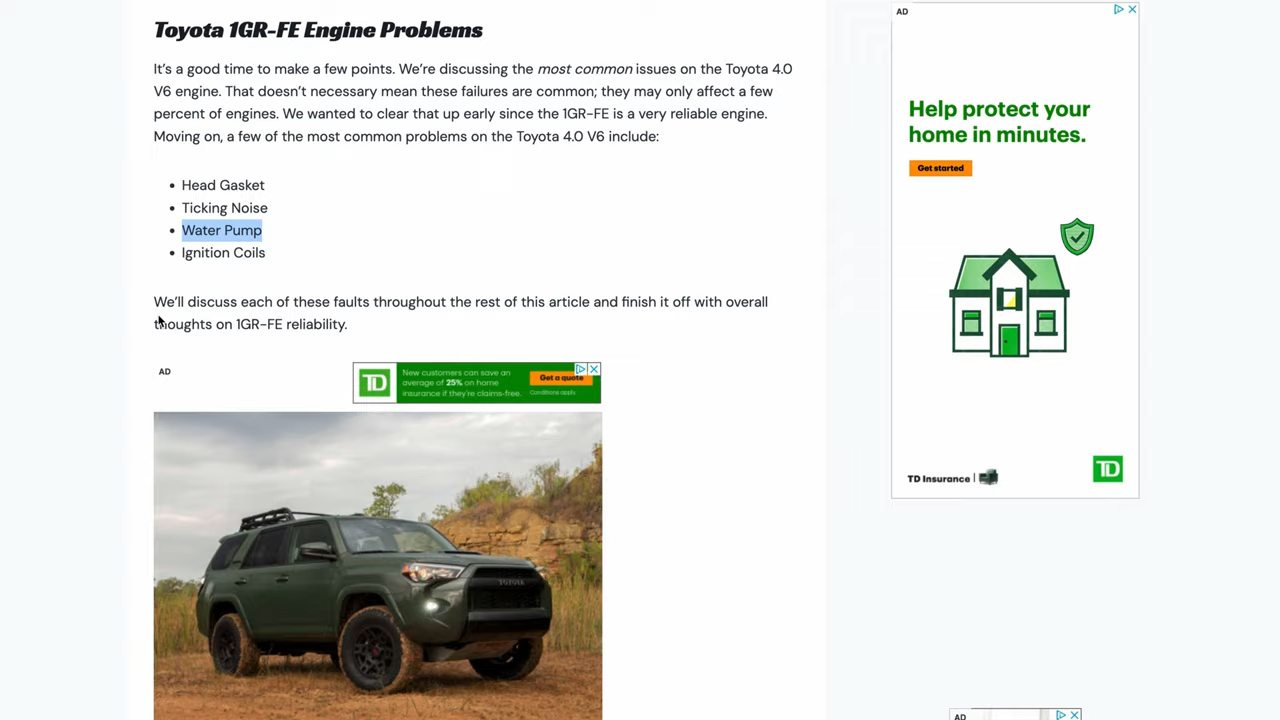 Toyota 1GR-FE Engine Problems
It's a good time to make a few points. We're discussing the most common issues on the Toyota 4.0
V6 engine. That doesn't necessary mean these failures are common; they may only affect a few
percent of engines. We wanted to clear that up early since the 1GR-FE is a very reliable engine.
Moving on, a few of the most common problems on the Toyota 4.0 V6 include:
• Head Gasket
• Ticking Noise
• Water Pump
• Ignition Coils
We'll discuss each of these faults throughout the rest of this article and finish it off with overall
thoughts on 1GR-FE reliability.
AD
TD
New customers can save an
average of 25% on home
insurance if they're claims-free.
Get a quote
Conditions apply.
TOYOTA
AD
Help protect your
home in minutes.
Get started
TD Insurance
TD
AD